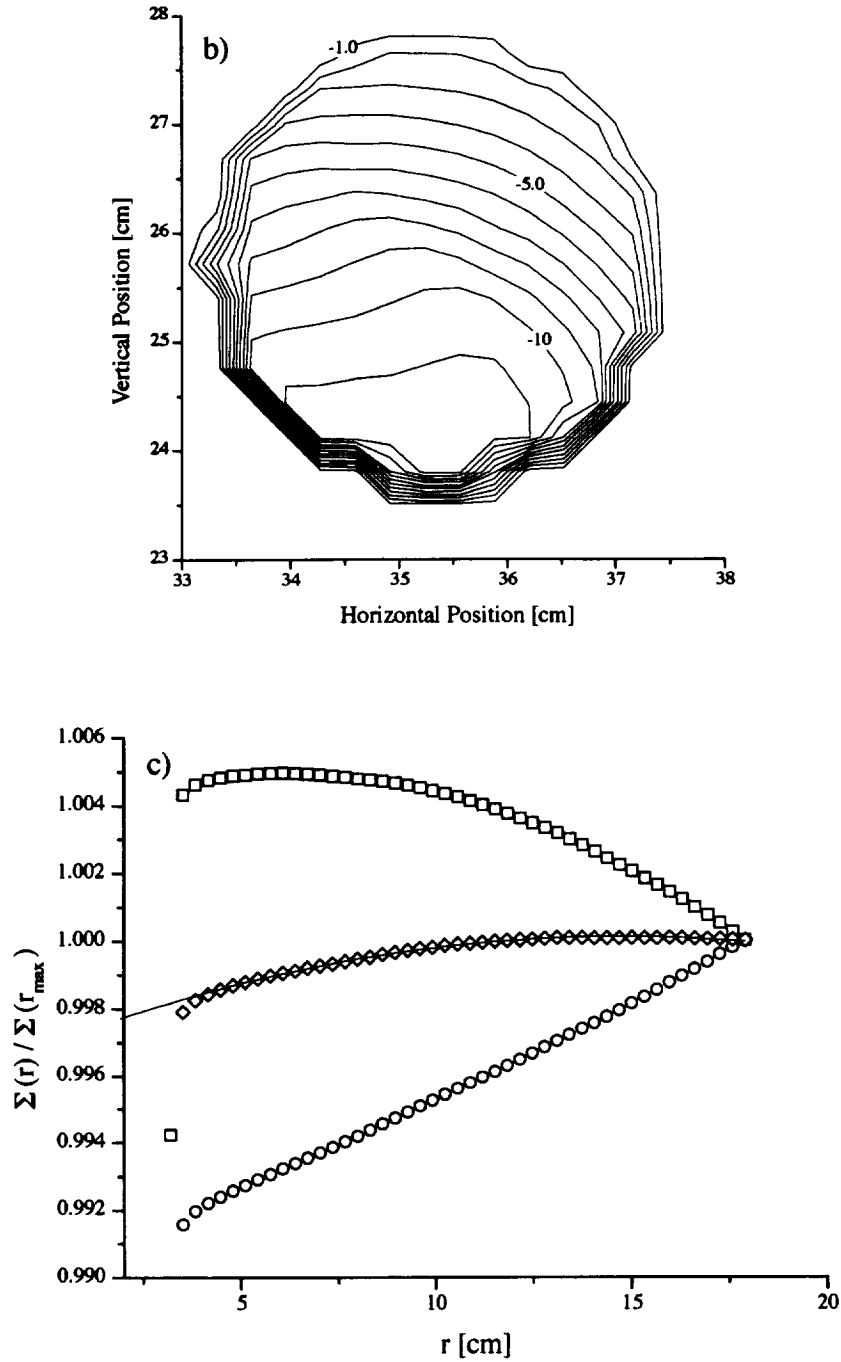 b)
28
27
26
25
24
23
-1.0
-5.0
-10
33 34 35 36 37 38
Vertical Position [cm]
Horizontal Position [cm]
c)
1.006
1.004
1.002
1.000
0.998
0.996
0.994
0.992
0.990
5 10 15 20
Σ(r) / Σ(r_max)
r [cm]